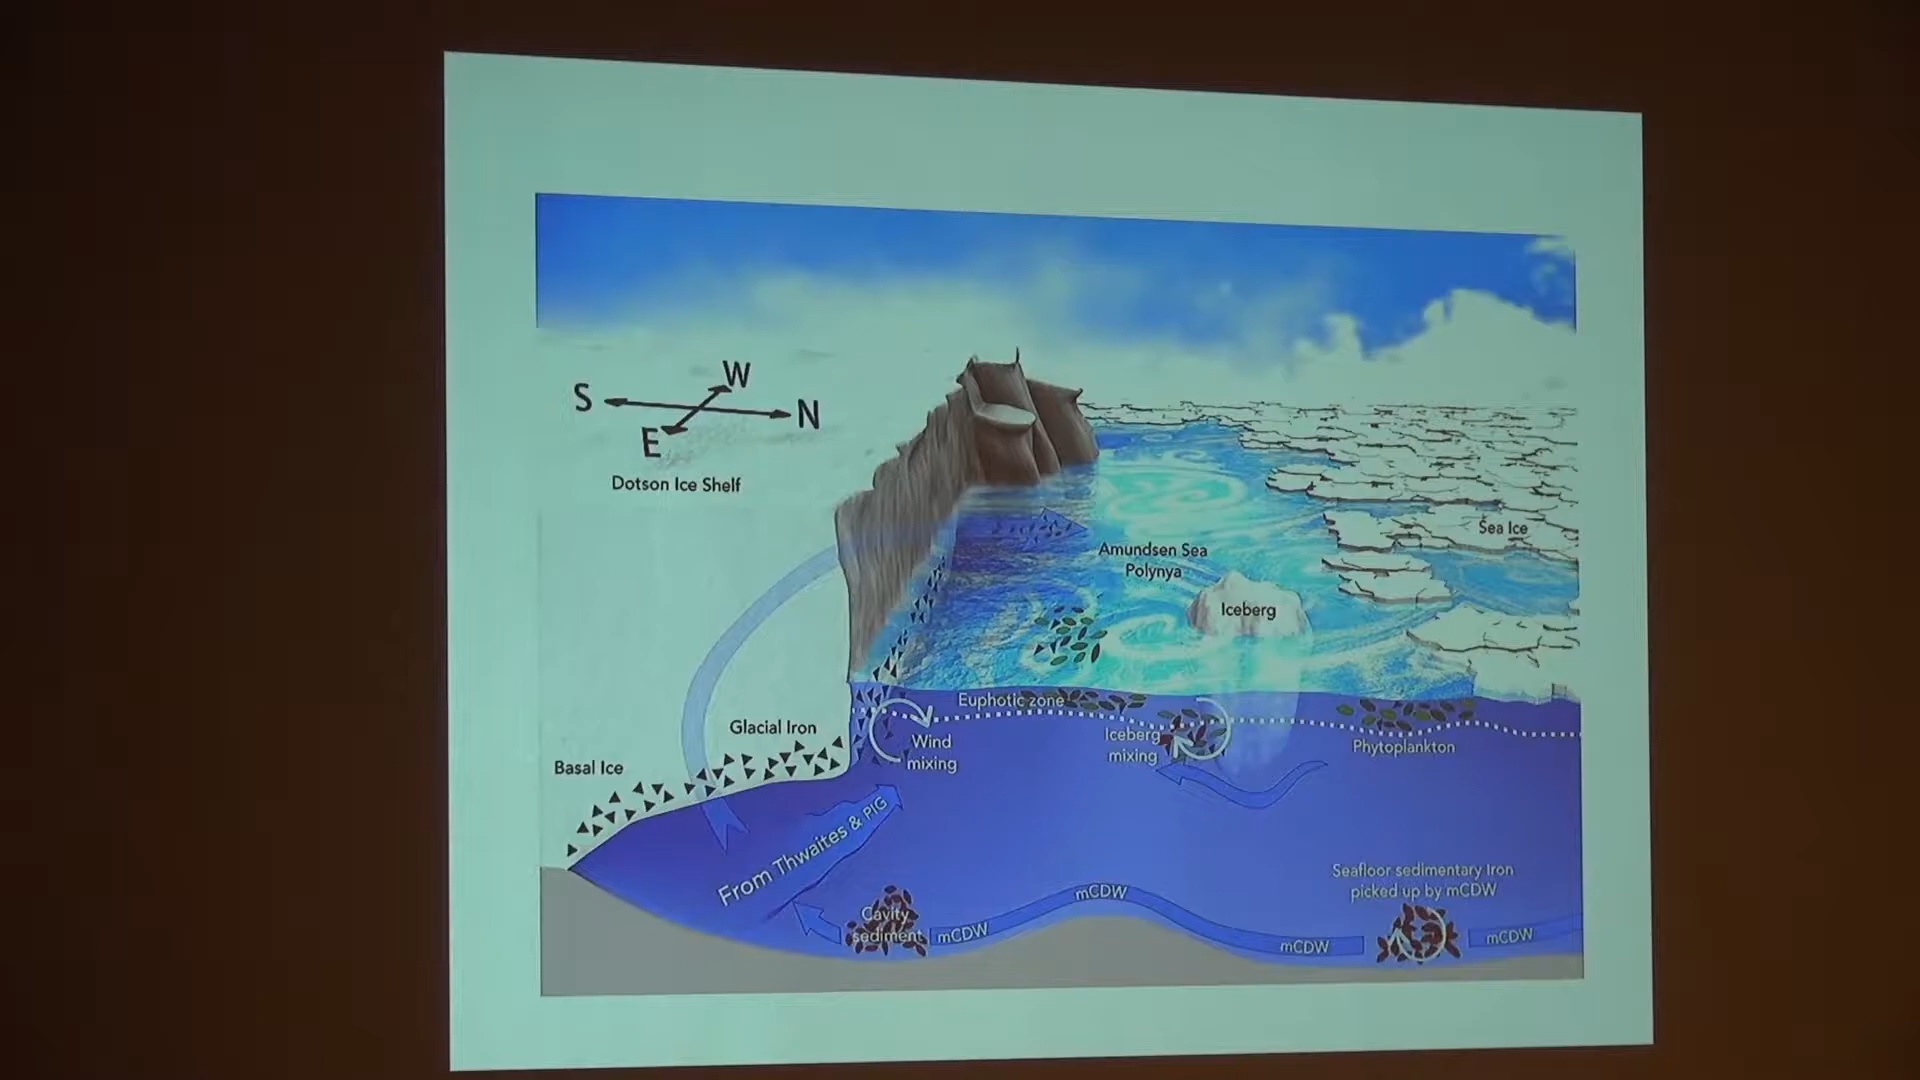 W
S
N
E
Dotson Ice Shelf
Sea Ice
Amundsen Sea
Polynya
Iceberg
Euphotic zone
Glacial Iron
Wind
mixing
Iceberg
mixing
Phytoplankton
Basal Ice
From Thwaites & PIG
Seafloor sedimentary Iron
picked up by mCDW
mCDW
Cavity
sediment
mCDW
mCDW
mCDW